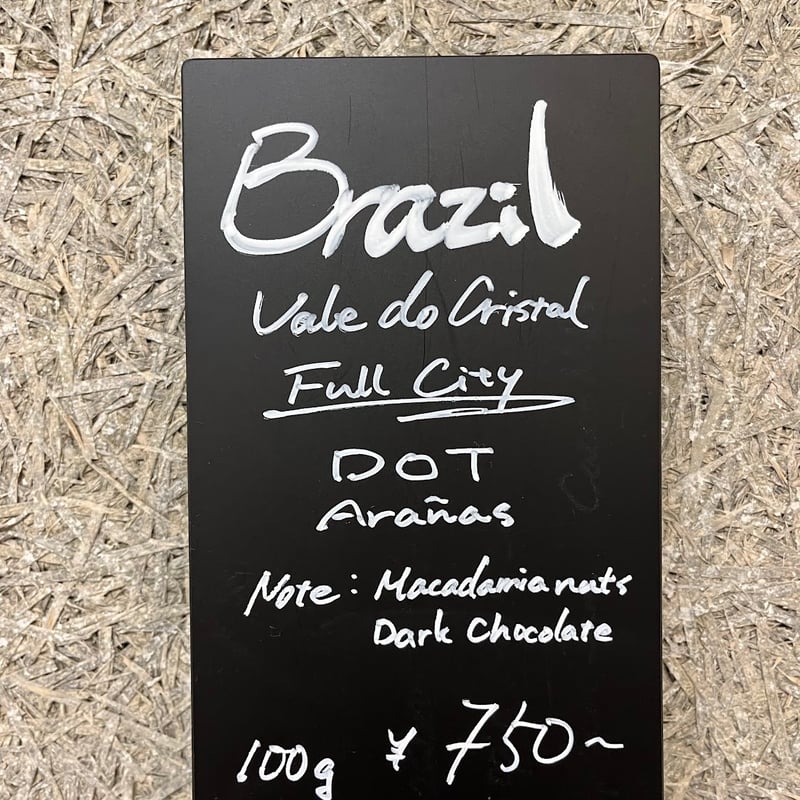 Brazil
Vale do Cristal
Full City
DOT
Arañas
Note: Macadamia nuts
Dark Chocolate
100g ¥750~